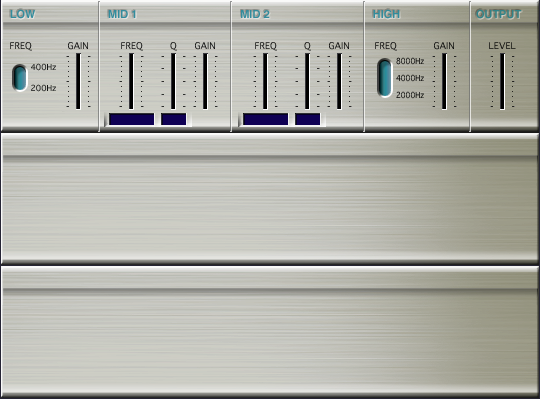 LOW MID 1 MID 2 HIGH OUTPUT
FREQ GAIN FREQ Q GAIN FREQ Q GAIN FREQ GAIN LEVEL
400Hz 8000Hz
4000Hz
200Hz 2000Hz